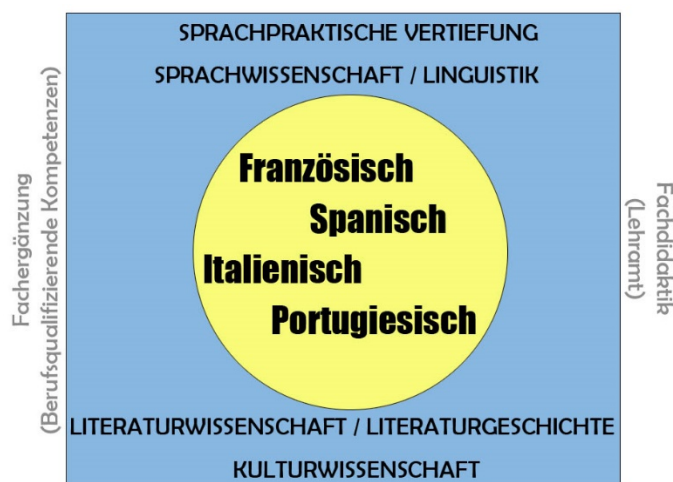 SPRACHPRAKTISCHE VERTIEFUNG
SPRACHWISSENSCHAFT / LINGUISTIK
Fachergänzung
(Berufsqualifizierende Kompetenzen)
Französisch
Spanisch
Italienisch
Portugiesisch
Fachdidaktik
(Lehramt)
LITERATURWISSENSCHAFT / LITERATURGESCHICHTE
KULTURWISSENSCHAFT